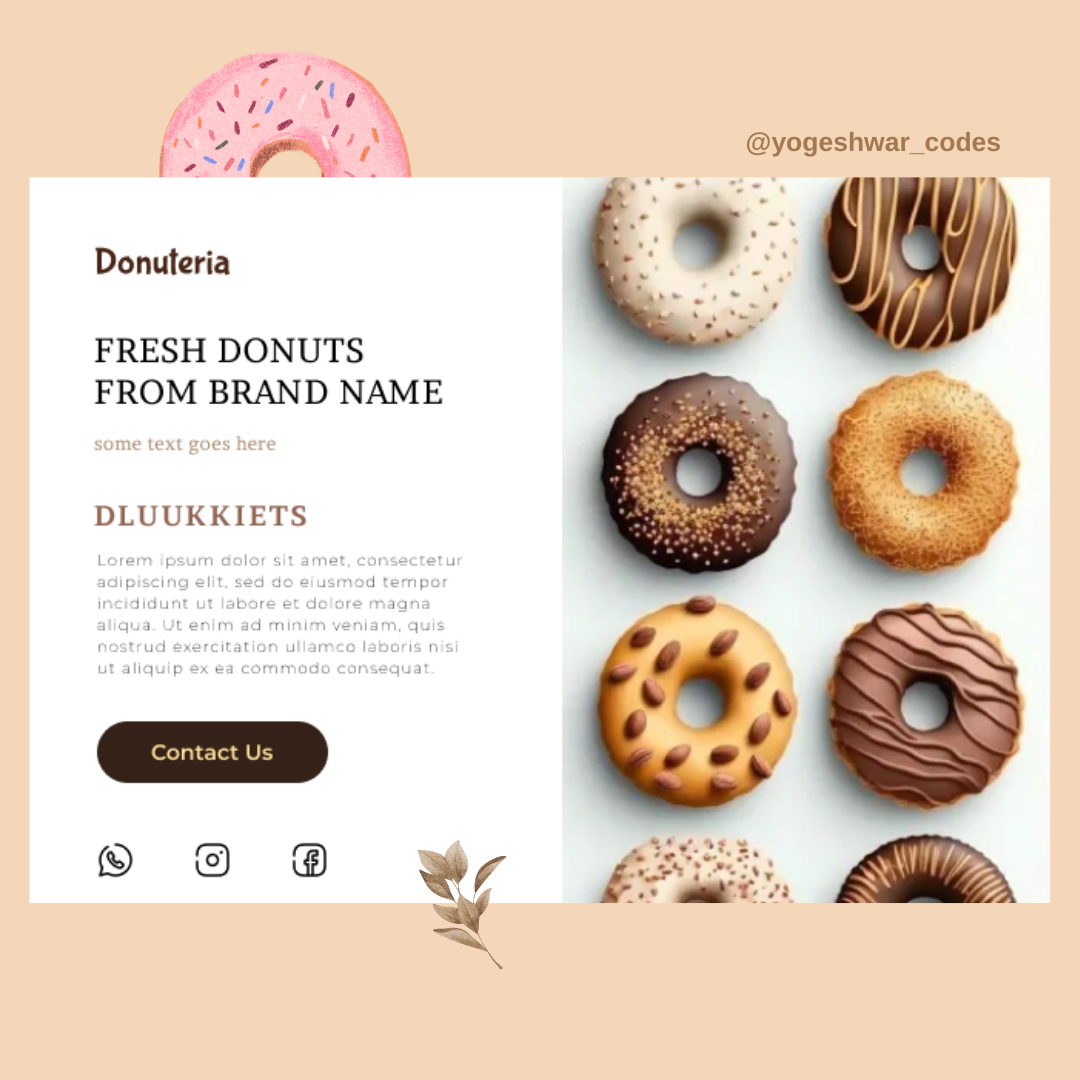 @yogeshwar_codes
Donuteria
FRESH DONUTS
FROM BRAND NAME
some text goes here
DLUUKKIETS
Lorem ipsum dolor sit amet, consectetur
adipiscing elit, sed do eiusmod tempor
incididunt ut labore et dolore magna
aliqua. Ut enim ad minim veniam, quis
nostrud exercitation ullamco laboris nisi
ut aliquip ex ea commodo consequat.
Contact Us